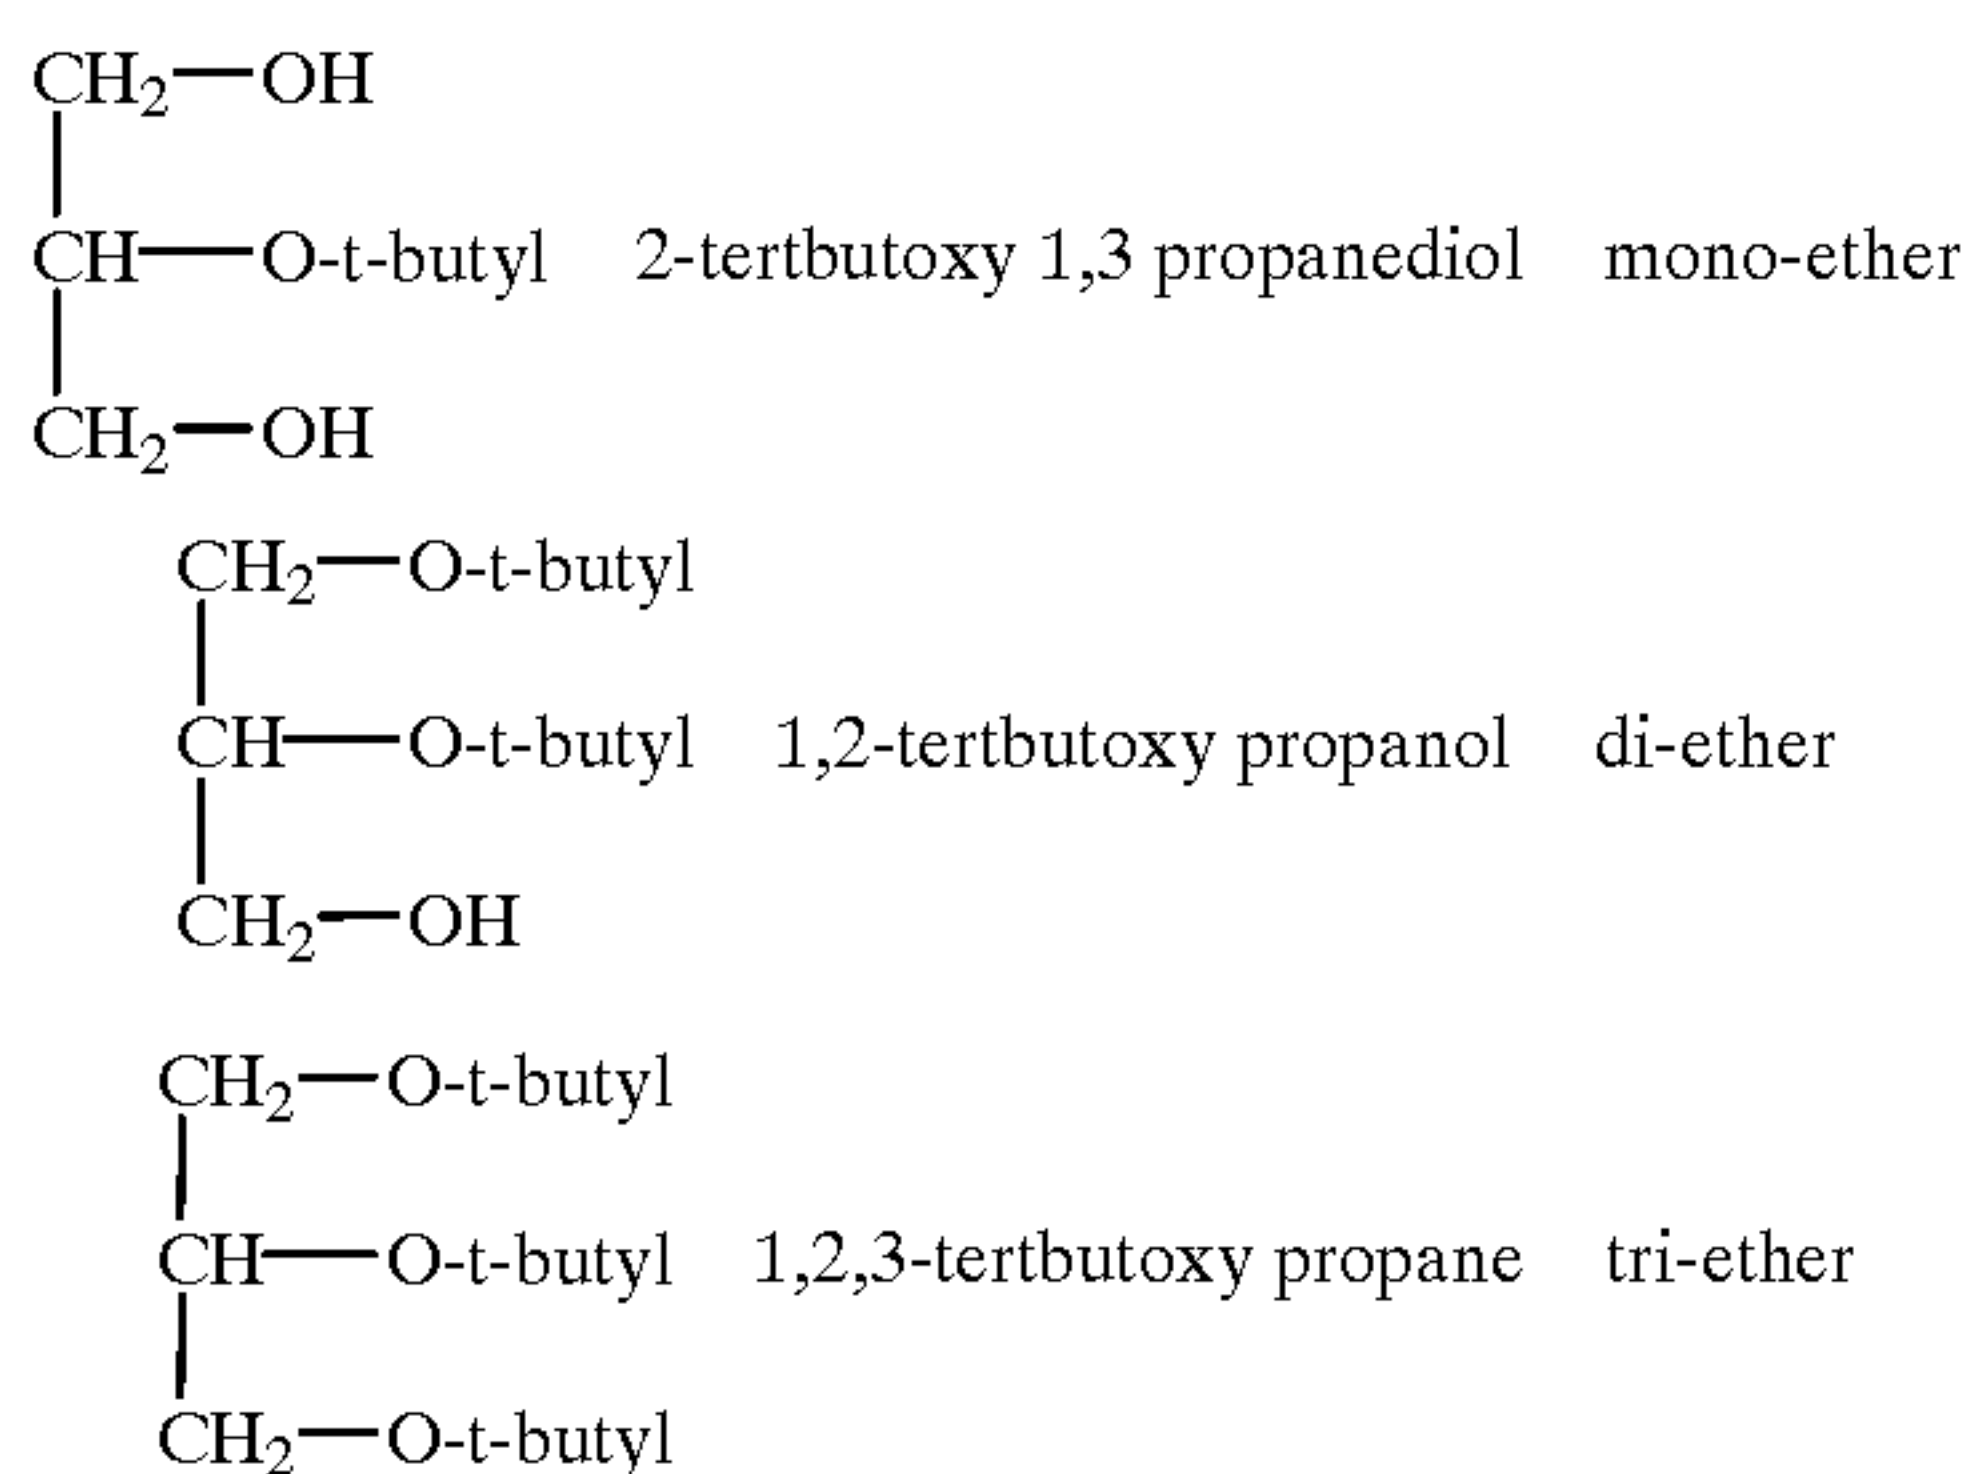 CH2—OH
CH—O-t-butyl 2-tertbutoxy 1,3 propanediol mono-ether
CH2—OH
CH2—O-t-butyl
CH—O-t-butyl 1,2-tertbutoxy propanol di-ether
CH2—OH
CH2—O-t-butyl
CH—O-t-butyl 1,2,3-tertbutoxy propane tri-ether
CH2—O-t-butyl